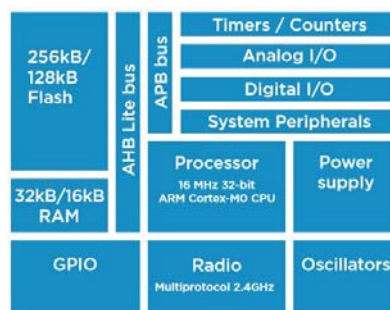 256kB/
128kB
Flash
32kB/16kB
RAM
AHB Lite bus
APB bus
Timers / Counters
Analog I/O
Digital I/O
System Peripherals
Processor
16 MHz 32-bit
ARM Cortex-M0 CPU
Power
supply
GPIO
Radio
Multiprotocol 2.4GHz
Oscillators